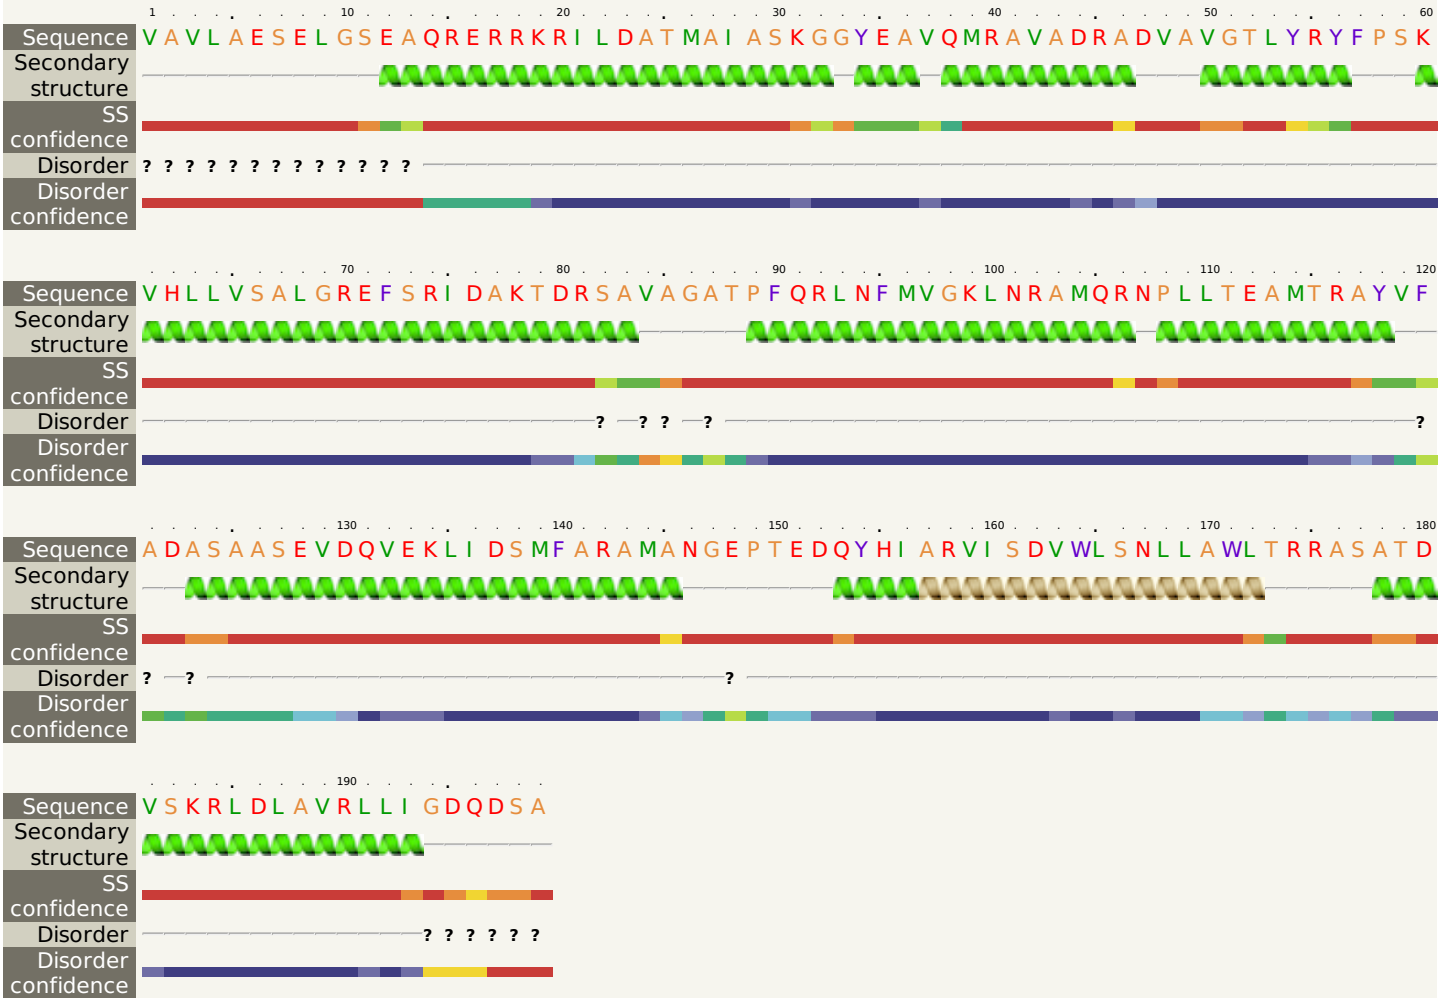 1 10 20 30 40 50 60
Sequence VAVLAESELGSEAQRERRKRILDATMAIASKGGYEAVQMRAVADRADVAVGTLYRYFPSK
Secondary
structure
SS
confidence
Disorder ? ? ? ? ? ? ? ? ? ? ? ? ?
Disorder
confidence
70 80 90 100 110 120
Sequence VHLLVSALGREFSRIDAKTDRSAVAGATPFQRLNFMVGKLNRAMQRNPLLTEAMTRAYVF
Secondary
structure
SS
confidence
Disorder ? ? ? ? ?
Disorder
confidence
130 140 150 160 170 180
Sequence ADASAASEVDQVEKLIDSMFARAMANGEPTEDQYHIARVISDVWLSNLLAWLTRRASATD
Secondary
structure
SS
confidence
Disorder ? ? ?
Disorder
confidence
190
Sequence VSKRLDLAVRLLIGDQDSA
Secondary
structure
SS
confidence
Disorder ? ? ? ? ? ?
Disorder
confidence